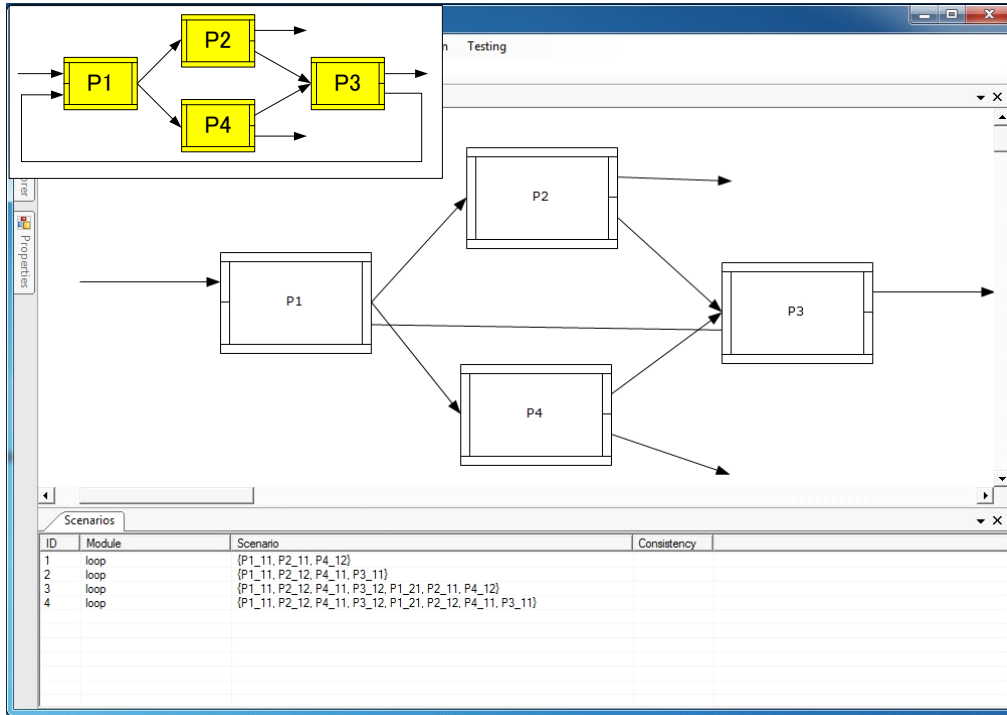 P2
P1
P3
P4
Testing
Properties
P2
P1
P3
P4
Scenarios
ID Module Scenario Consistency
1 loop {P1_11, P2_11, P4_12}
2 loop {P1_11, P2_12, P4_11, P3_11}
3 loop {P1_11, P2_12, P4_11, P3_12, P1_21, P2_11, P4_12}
4 loop {P1_11, P2_12, P4_11, P3_12, P1_21, P2_12, P4_11, P3_11}